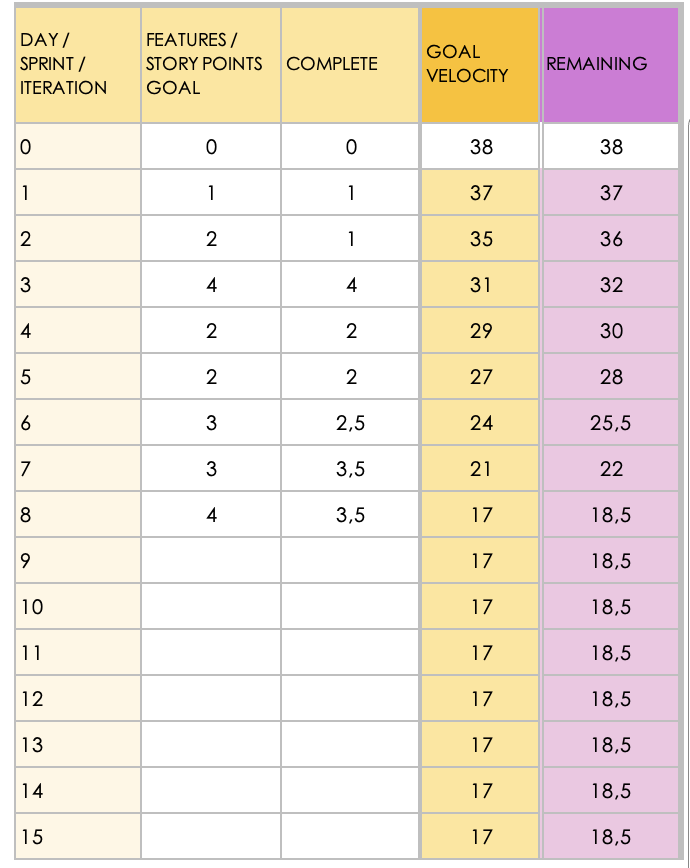 DAY / SPRINT / ITERATION FEATURES / STORY POINTS GOAL COMPLETE GOAL VELOCITY REMAINING
0 0 0 38 38
1 1 1 37 37
2 2 1 35 36
3 4 4 31 32
4 2 2 29 30
5 2 2 27 28
6 3 2,5 24 25,5
7 3 3,5 21 22
8 4 3,5 17 18,5
9 17 18,5
10 17 18,5
11 17 18,5
12 17 18,5
13 17 18,5
14 17 18,5
15 17 18,5